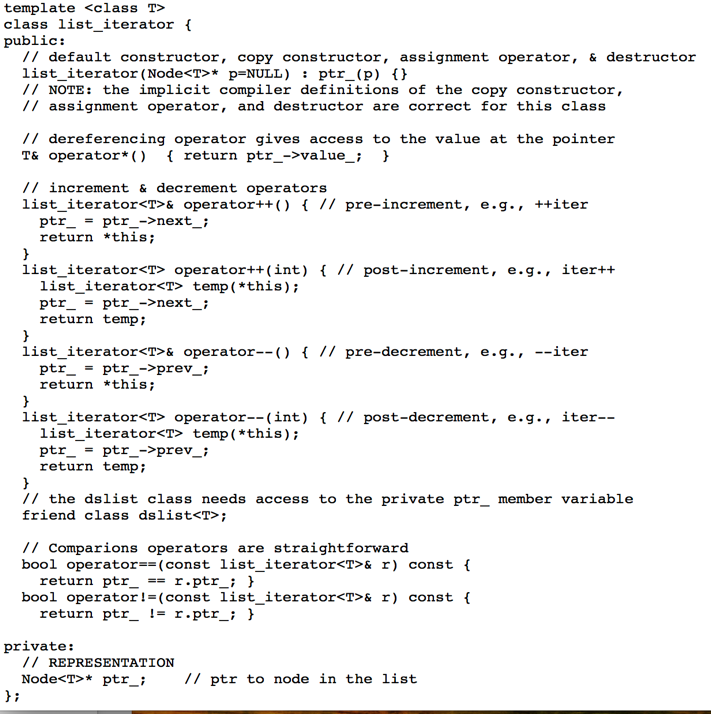 template <class T>
class list_iterator {
public:
  // default constructor, copy constructor, assignment operator, & destructor
  list_iterator(Node<T>* p=NULL) : ptr_(p) {}
  // NOTE: the implicit compiler definitions of the copy constructor,
  // assignment operator, and destructor are correct for this class

  // dereferencing operator gives access to the value at the pointer
  T& operator*()  { return ptr_->value_;  }

  // increment & decrement operators
  list_iterator<T>& operator++() { // pre-increment, e.g., ++iter
    ptr_ = ptr_->next_;
    return *this;
  }
  list_iterator<T> operator++(int) { // post-increment, e.g., iter++
    list_iterator<T> temp(*this);
    ptr_ = ptr_->next_;
    return temp;
  }
  list_iterator<T>& operator--() { // pre-decrement, e.g., --iter
    ptr_ = ptr_->prev_;
    return *this;
  }
  list_iterator<T> operator--(int) { // post-decrement, e.g., iter--
    list_iterator<T> temp(*this);
    ptr_ = ptr_->prev_;
    return temp;
  }
  // the dslist class needs access to the private ptr_ member variable
  friend class dslist<T>;

  // Comparions operators are straightforward
  bool operator==(const list_iterator<T>& r) const {
    return ptr_ == r.ptr_; }
  bool operator!=(const list_iterator<T>& r) const {
    return ptr_ != r.ptr_; }

private:
  // REPRESENTATION
  Node<T>* ptr_;    // ptr to node in the list
};